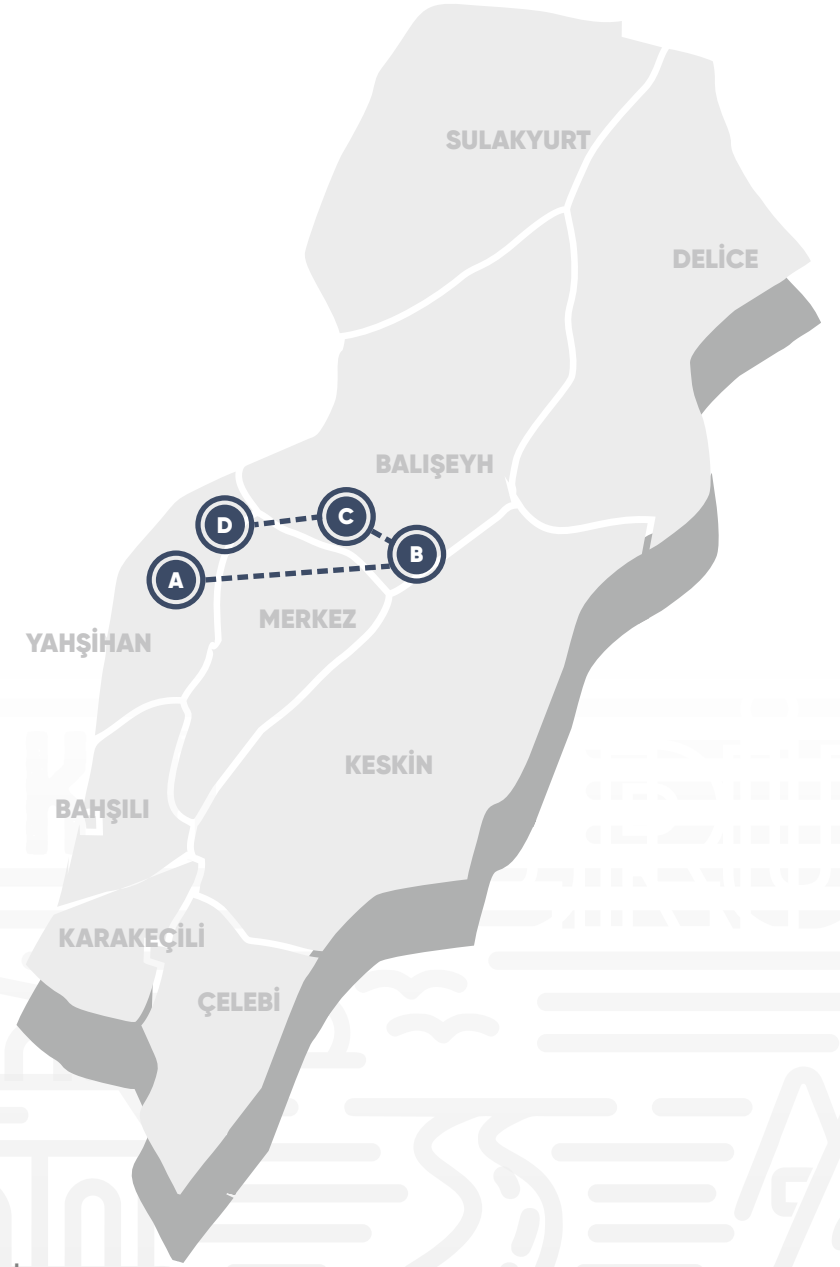 SULAKYURT
DELİCE
BALIŞEYH
C
D
B
A
MERKEZ
YAHŞİHAN
KESKİN
BAHŞILI
KARAKEÇİLİ
ÇELEBİ